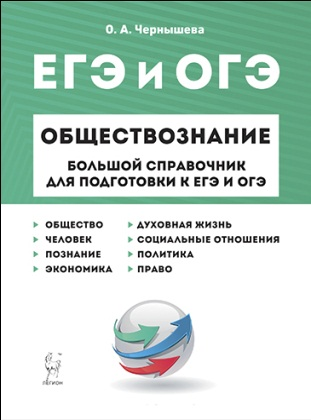 О. А. Чернышева
ЕГЭ и ОГЭ
ОБЩЕСТВОЗНАНИЕ
БОЛЬШОЙ СПРАВОЧНИК
ДЛЯ ПОДГОТОВКИ К ЕГЭ И ОГЭ
ОБЩЕСТВО
ЧЕЛОВЕК
ПОЗНАНИЕ
ЭКОНОМИКА
ДУХОВНАЯ ЖИЗНЬ
СОЦИАЛЬНЫЕ ОТНОШЕНИЯ
ПОЛИТИКА
ПРАВО
ЛЕГИОН